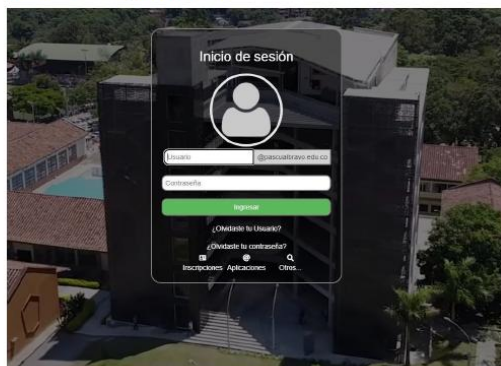 Inicio de sesión
Usuario @pascualbravo.edu.co
Contraseña
Ingresar
¿Olvidaste tu Usuario?
¿Olvidaste tu contraseña?
Inscripciones Aplicaciones Otros...